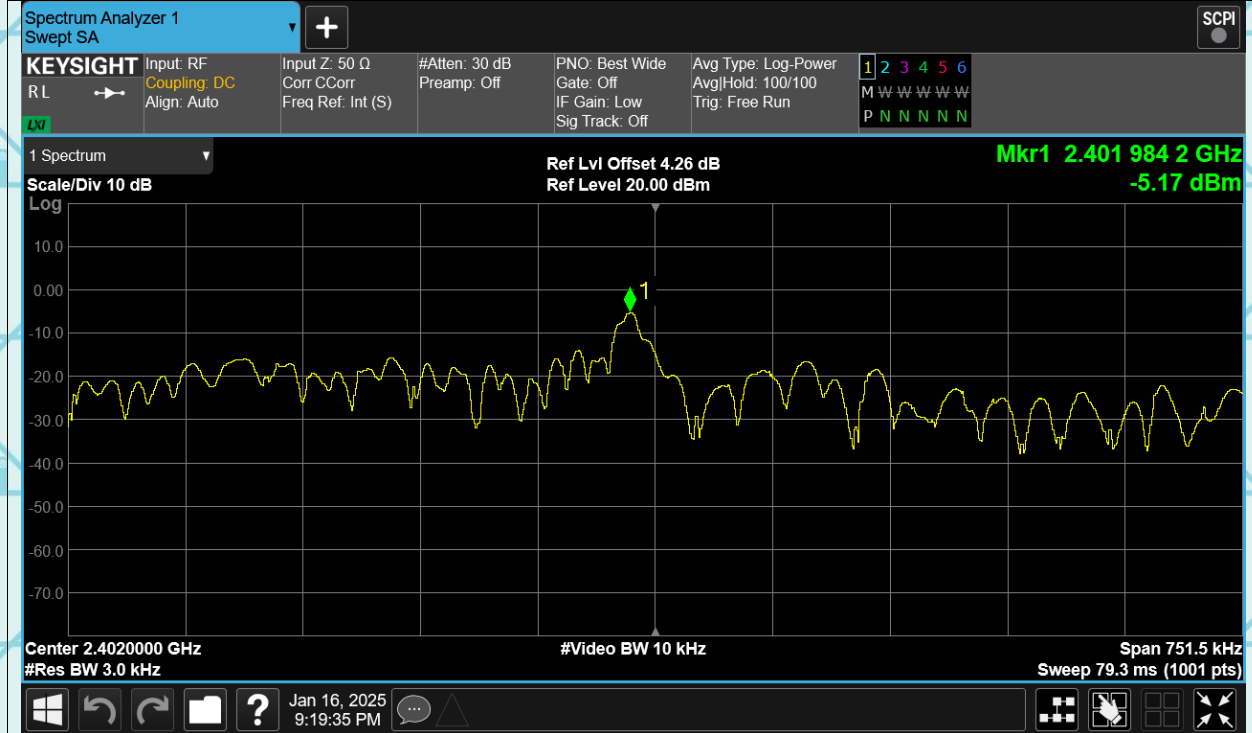 Spectrum Analyzer 1
Swept SA
SCPI
KEYSIGHT
R L
LXI
Input: RF
Coupling: DC
Align: Auto
Input Z: 50 Ω
Corr CCorr
Freq Ref: Int (S)
#Atten: 30 dB
Preamp: Off
PNO: Best Wide
Gate: Off
IF Gain: Low
Sig Track: Off
Avg Type: Log-Power
Avg|Hold: 100/100
Trig: Free Run
1 2 3 4 5 6
M W W W W W
P N N N N N
1 Spectrum
Scale/Div 10 dB
Log
Ref Lvl Offset 4.26 dB
Ref Level 20.00 dBm
Mkr1 2.401 984 2 GHz
-5.17 dBm
10.0
0.00
-10.0
-20.0
-30.0
-40.0
-50.0
-60.0
-70.0
1
Center 2.4020000 GHz
#Res BW 3.0 kHz
#Video BW 10 kHz
Span 751.5 kHz
Sweep 79.3 ms (1001 pts)
?
Jan 16, 2025
9:19:35 PM